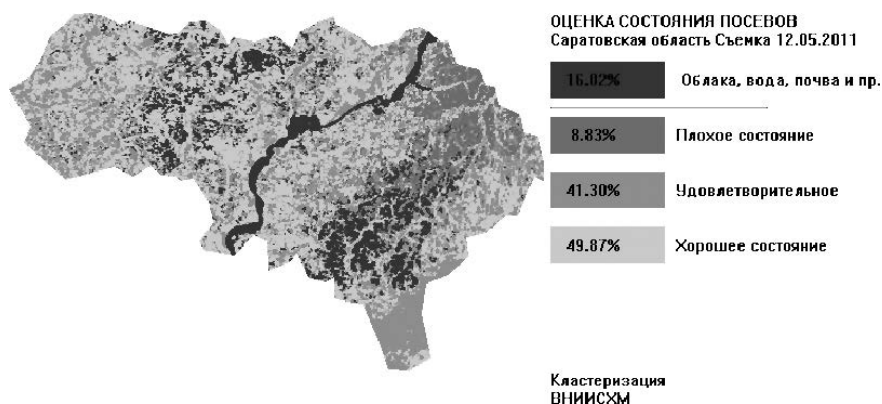 ОЦЕНКА СОСТОЯНИЯ ПОСЕВОВ
Саратовская область Съемка 12.05.2011
16.02% Облака, вода, почва и пр.
8.83% Плохое состояние
41.30% Удовлетворительное
49.87% Хорошее состояние
Кластеризация
ВНИИСХМ